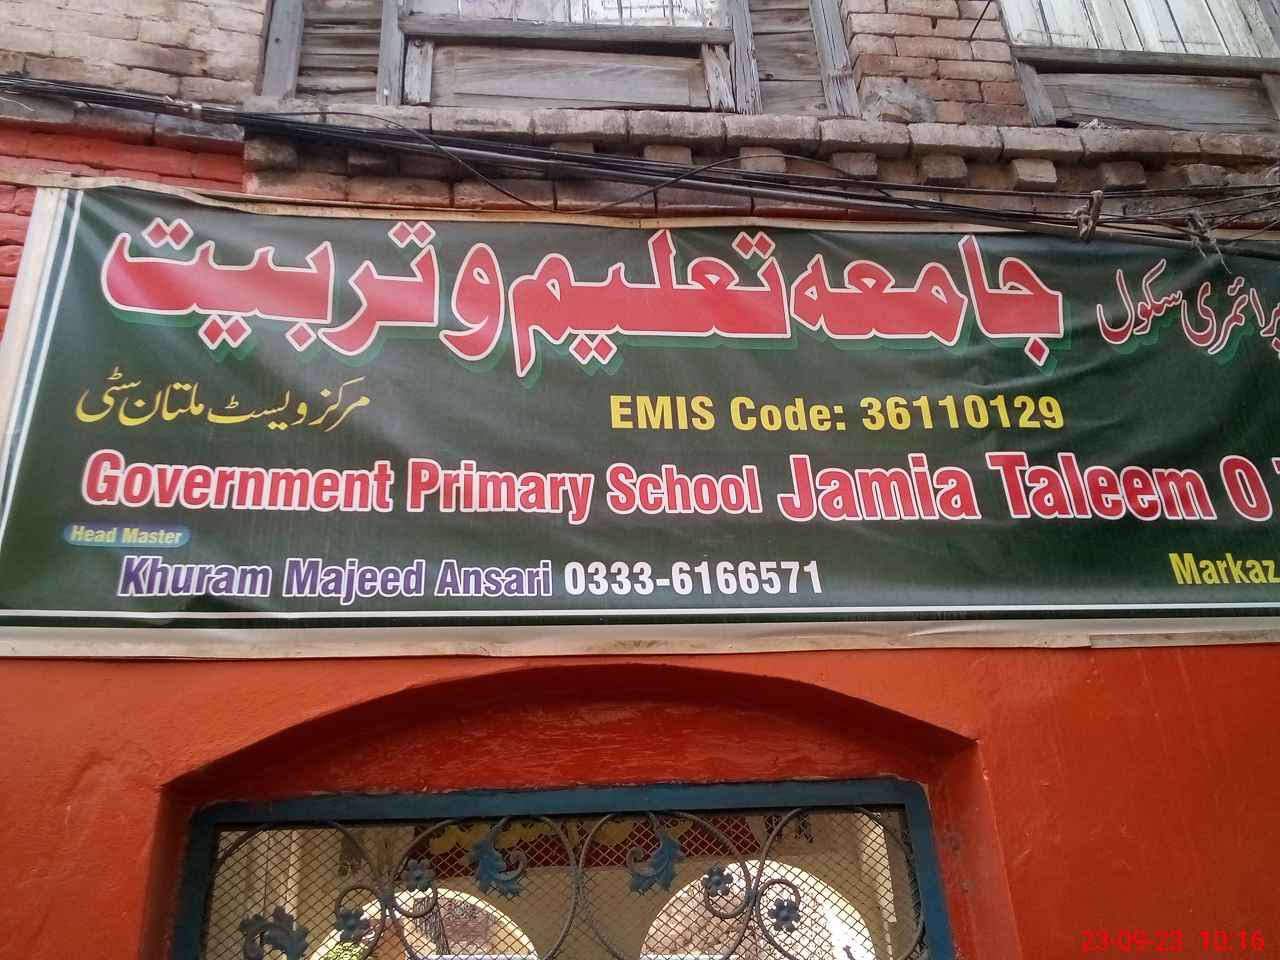 پرائمری سکول جامعہ تعلیم و تربیت
مرکز ویسٹ ملتان سٹی
EMIS Code: 36110129
Government Primary School Jamia Taleem O
Head Master
Khuram Majeed Ansari 0333-6166571
Markaz
23-09-23 10:16